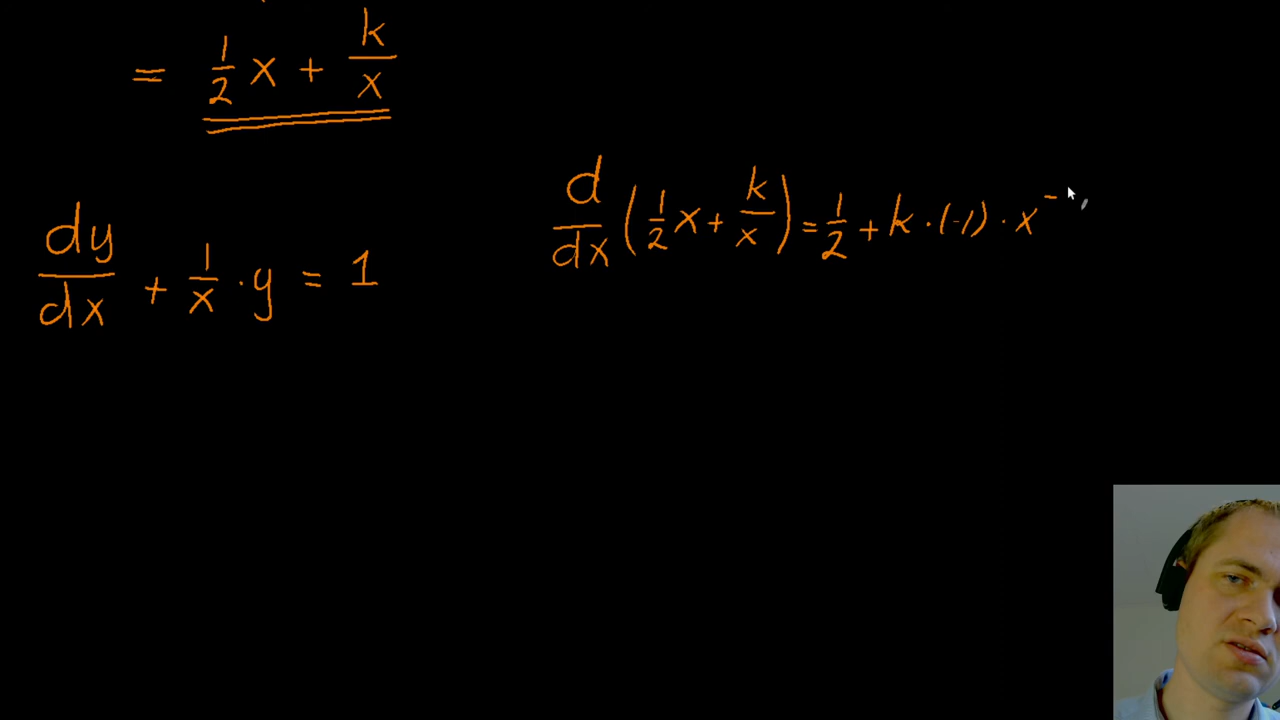 = 1/2 x + k/x
d/dx (1/2 x + k/x) = 1/2 + k · (-1) · x^-
dy/dx + 1/x · y = 1